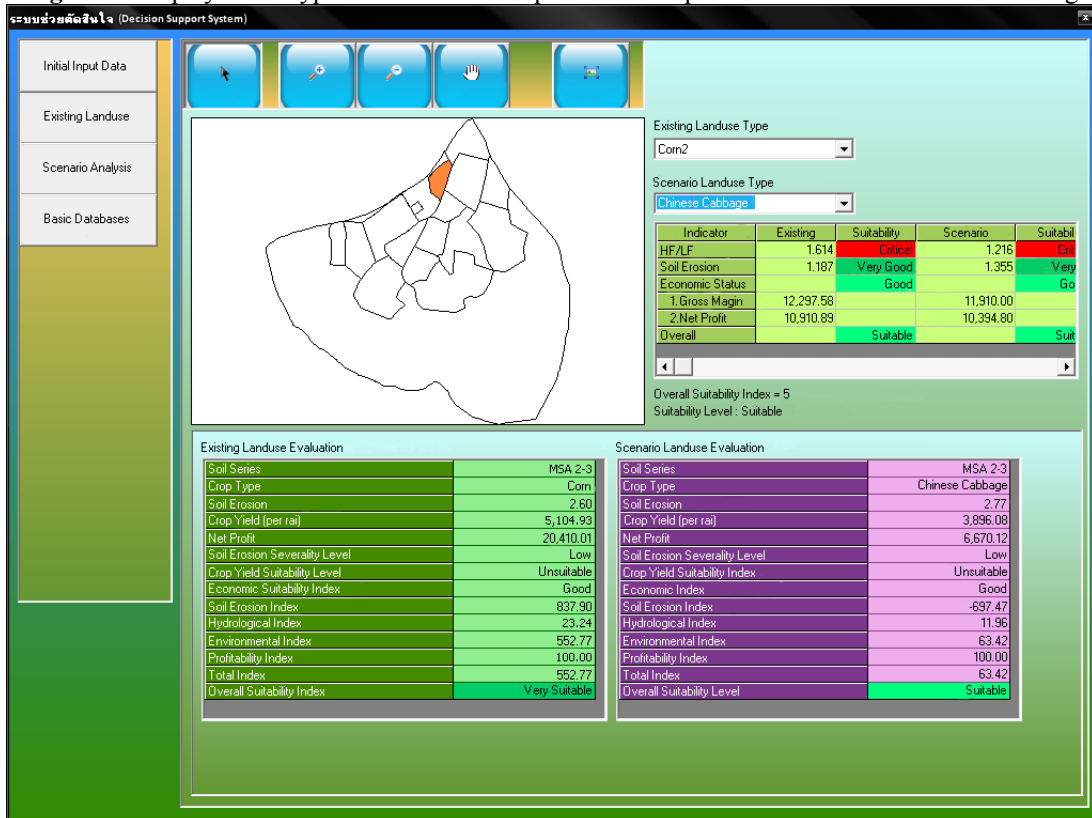 ระบบช่วยตัดสินใจ (Decision Support System)
Initial Input Data
Existing Landuse
Scenario Analysis
Basic Databases
Existing Landuse Type
Corn2
Scenario Landuse Type
Chinese Cabbage
Indicator Existing Suitability Scenario Suitabil
HF/LF 1.614 Critical 1.216 Crit
Soil Erosion 1.187 Very Good 1.355 Very
Economic Status Good Go
1.Gross Magin 12,297.58 11,910.00
2.Net Profit 10,910.89 10,394.80
Overall Suitable Suit
Overall Suitability Index = 5
Suitability Level : Suitable
Existing Landuse Evaluation
Soil Series MSA 2-3
Crop Type Corn
Soil Erosion 2.60
Crop Yield (per rai) 5,104.93
Net Profit 20,410.01
Soil Erosion Severality Level Low
Crop Yield Suitability Level Unsuitable
Economic Suitability Index Good
Soil Erosion Index 837.90
Hydrological Index 23.24
Environmental Index 552.77
Profitability Index 100.00
Total Index 552.77
Overall Suitability Index Very Suitable
Scenario Landuse Evaluation
Soil Series MSA 2-3
Crop Type Chinese Cabbage
Soil Erosion 2.77
Crop Yield (per rai) 3,896.08
Net Profit 6,670.12
Soil Erosion Severality Level Low
Crop Yield Suitability Index Unsuitable
Economic Index Good
Soil Erosion Index -697.47
Hydrological Index 11.96
Environmental Index 63.42
Profitability Index 100.00
Total Index 63.42
Overall Suitability Level Suitable